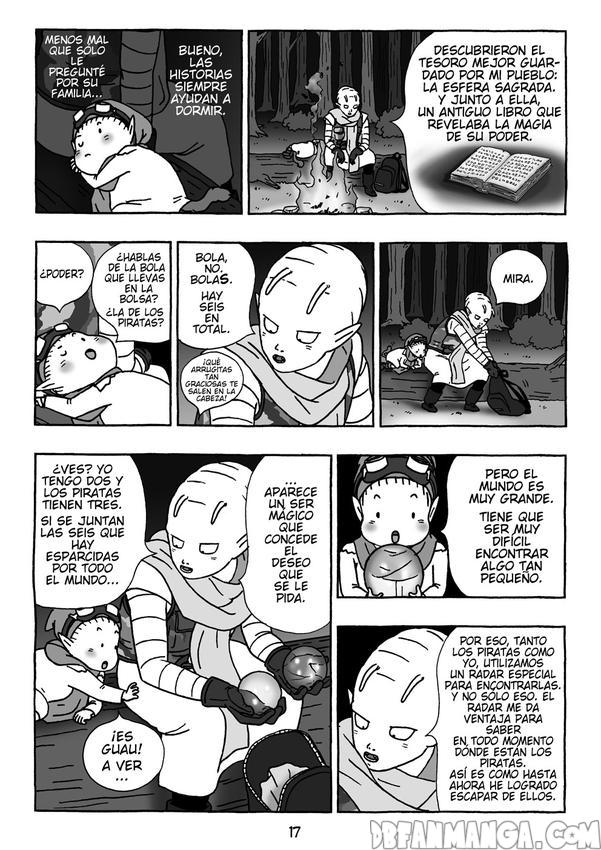 MENOS MAL
QUE SÓLO
LE
PREGUNTÉ
POR SU
FAMILIA...
BUENO,
LAS
HISTORIAS
SIEMPRE
AYUDAN A
DORMIR.
DESCUBRIERON EL
TESORO MEJOR GUAR-
DADO POR MI PUEBLO:
LA ESFERA SAGRADA.
Y JUNTO A ELLA,
UN ANTIGUO LIBRO QUE
REVELABA LA MAGIA
DE SU PODER.
¿PODER?
¿HABLAS
DE LA BOLA
QUE LLEVAS
EN LA
BOLSA?
¿LA DE LOS
PIRATAS?
BOLA,
NO.
BOLAS.
HAY
SEIS
EN
TOTAL.
¡QUÉ
ARRUGITAS
TAN
GRACIOSAS TE
SALEN EN LA
CABEZA!
MIRA.
¿VES? YO
TENGO DOS Y
LOS PIRATAS
TIENEN TRES.
SI SE JUNTAN
LAS SEIS QUE
HAY
ESPARCIDAS
POR TODO
EL MUNDO...
...
APARECE
UN SER
MÁGICO
QUE
CONCEDE
EL
DESEO
QUE
SE LE
PIDA.
¡ES
GUAU!
A VER
...
PERO EL
MUNDO ES
MUY GRANDE.
TIENE QUE
SER MUY
DIFÍCIL
ENCONTRAR
ALGO TAN
PEQUEÑO.
POR ESO, TANTO
LOS PIRATAS COMO
YO, UTILIZAMOS
UN RADAR ESPECIAL
PARA ENCONTRARLAS.
Y NO SÓLO ESO. EL
RADAR ME DA
VENTAJA PARA
SABER
EN TODO MOMENTO
DÓNDE ESTÁN LOS
PIRATAS.
ASÍ ES COMO HASTA
AHORA HE LOGRADO
ESCAPAR DE ELLOS.
17
DBFANMANGA.COM